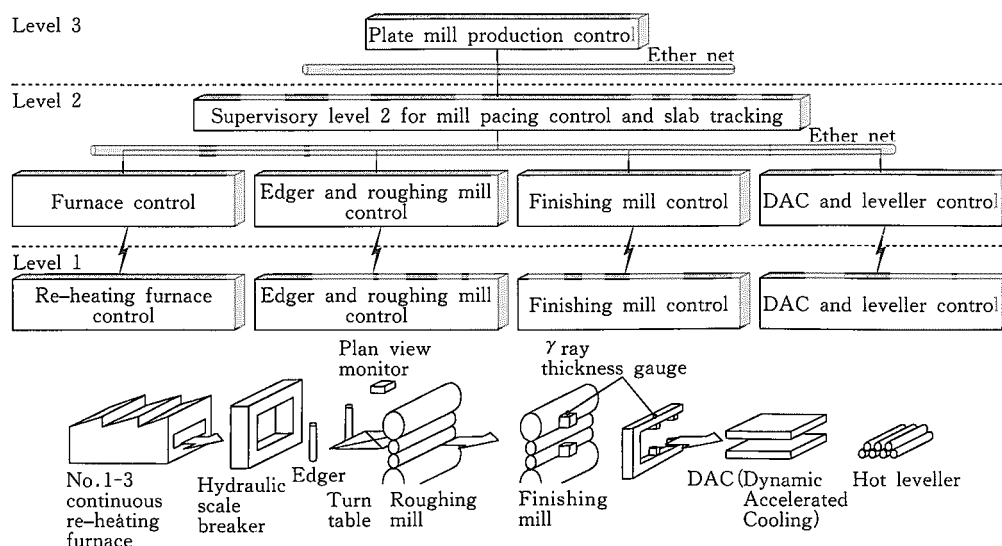 Level 3
Plate mill production control
Ether net
Level 2
Supervisory level 2 for mill pacing control and slab tracking
Ether net
Furnace control
Edger and roughing mill
control
Finishing mill control
DAC and leveller control
Level 1
Re-heating furnace
control
Edger and roughing mill
control
Finishing mill control
DAC and leveller control
Plan view
monitor
γ ray
thickness gauge
No.1-3
continuous
re-heating
furnace
Hydraulic
scale
breaker
Edger
Turn
table
Roughing
mill
Finishing
mill
DAC (Dynamic
Accelerated
Cooling)
Hot leveller